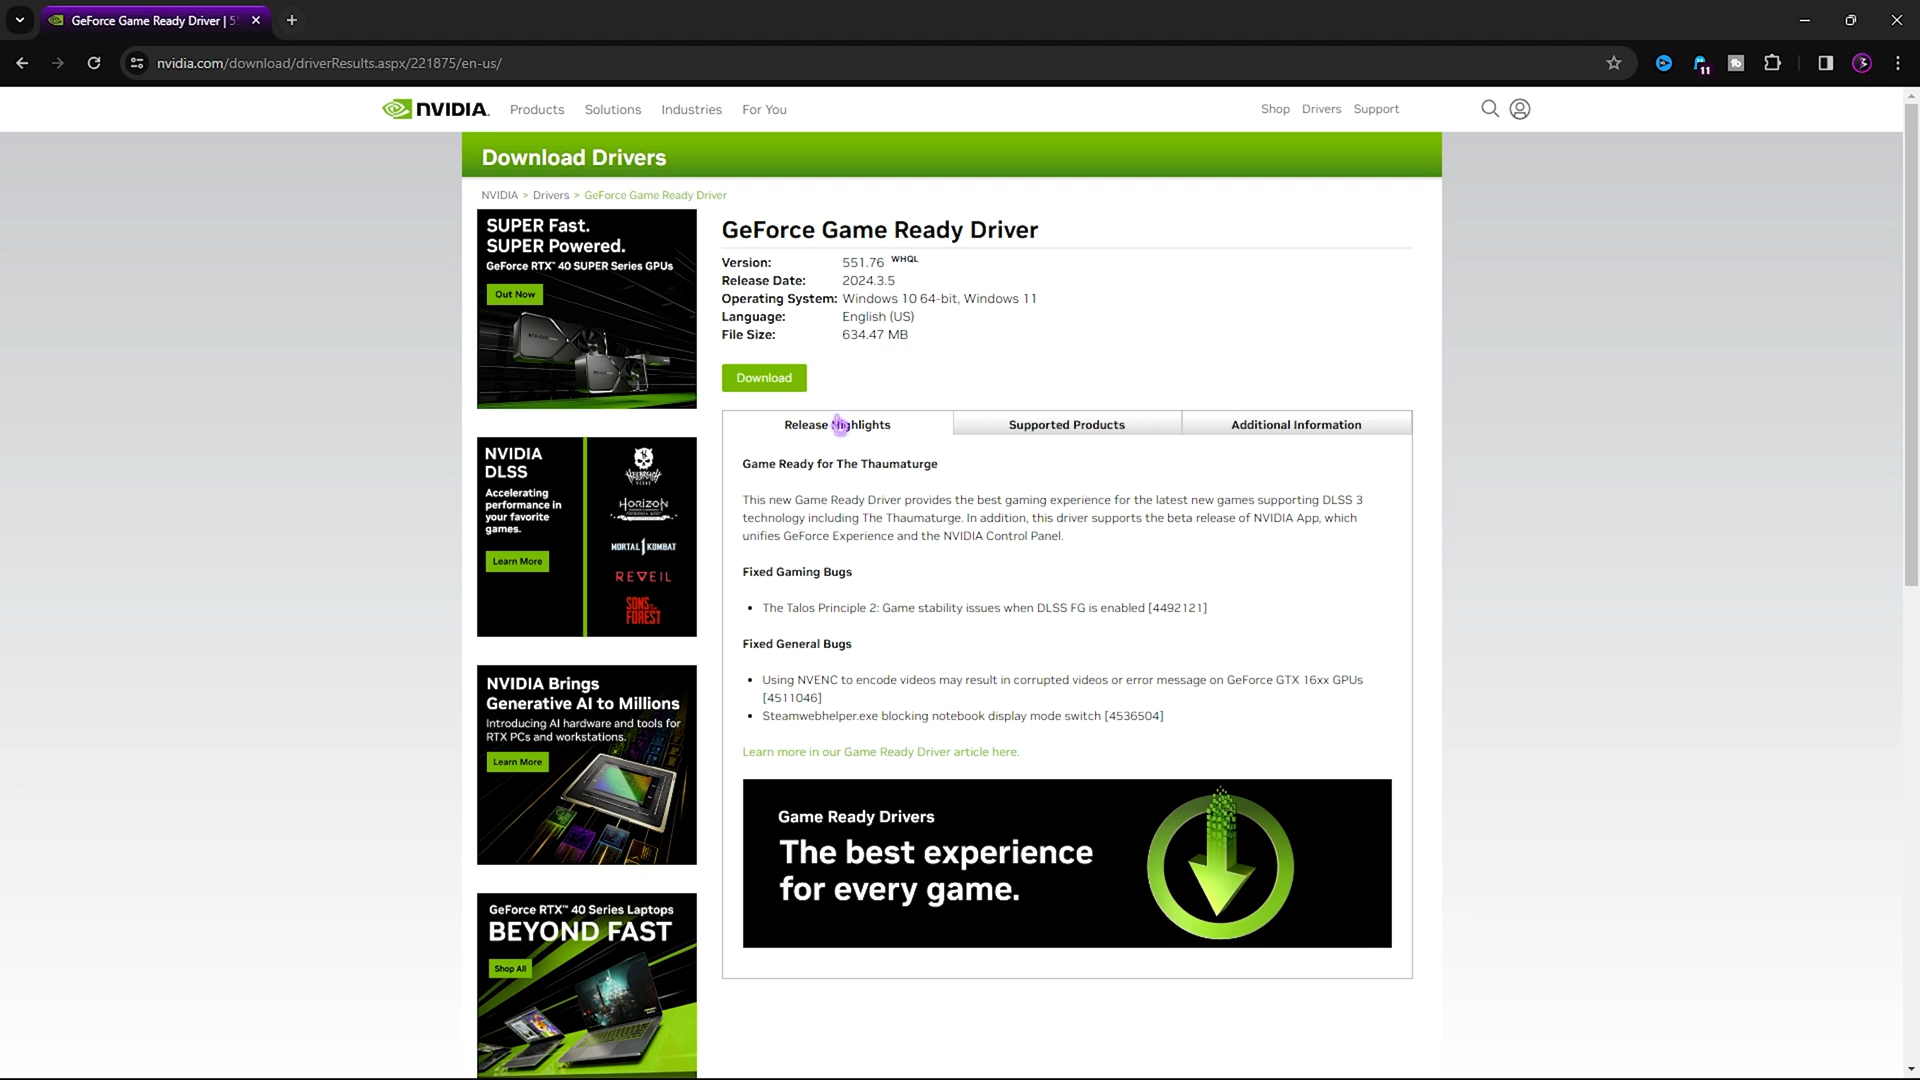 GeForce Game Ready Driver | 5
nvidia.com/download/driverResults.aspx/221875/en-us/
11
NVIDIA.
Products
Solutions
Industries
For You
Shop
Drivers
Support
Download Drivers
NVIDIA > Drivers > GeForce Game Ready Driver
SUPER Fast.
SUPER Powered.
GeForce RTX™ 40 SUPER Series GPUs
Out Now
NVIDIA
DLSS
Accelerating
performance in
your favorite
games.
Learn More
HORIZON
MORTAL KOMBAT 1
REVEIL
SONS OF THE FOREST
NVIDIA Brings
Generative AI to Millions
Introducing AI hardware and tools for
RTX PCs and workstations.
Learn More
GeForce RTX™ 40 Series Laptops
BEYOND FAST
Shop All
GeForce Game Ready Driver
Version: 551.76 WHQL
Release Date: 2024.3.5
Operating System: Windows 10 64-bit, Windows 11
Language: English (US)
File Size: 634.47 MB
Download
Release Highlights
Supported Products
Additional Information
Game Ready for The Thaumaturge
This new Game Ready Driver provides the best gaming experience for the latest new games supporting DLSS 3
technology including The Thaumaturge. In addition, this driver supports the beta release of NVIDIA App, which
unifies GeForce Experience and the NVIDIA Control Panel.
Fixed Gaming Bugs
• The Talos Principle 2: Game stability issues when DLSS FG is enabled [4492121]
Fixed General Bugs
• Using NVENC to encode videos may result in corrupted videos or error message on GeForce GTX 16xx GPUs
[4511046]
• Steamwebhelper.exe blocking notebook display mode switch [4536504]
Learn more in our Game Ready Driver article here.
Game Ready Drivers
The best experience
for every game.